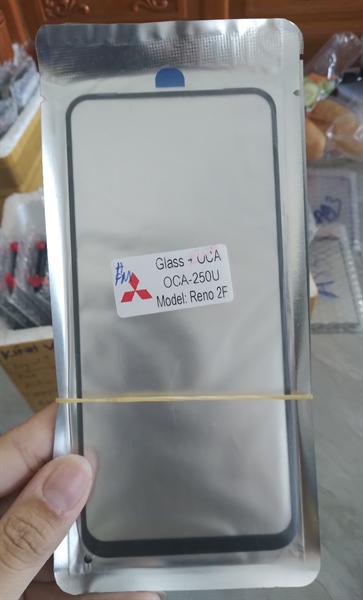 Glass + OCA
OCA-250U
Model: Reno 2F